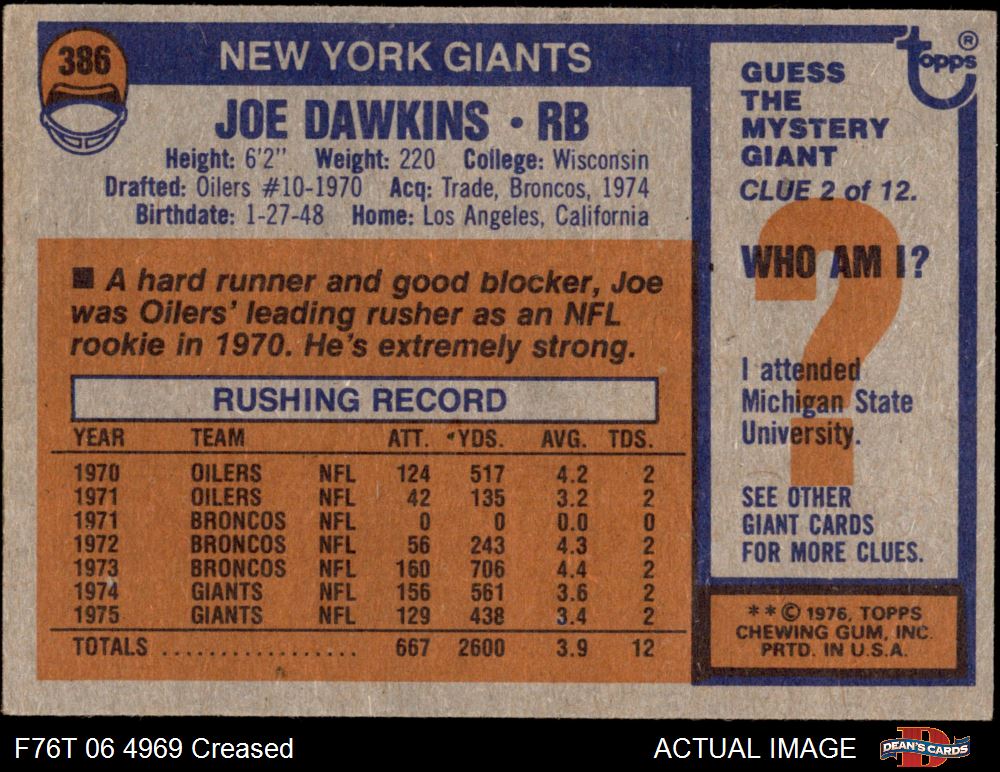 386
NEW YORK GIANTS
JOE DAWKINS • RB
Height: 6'2" Weight: 220 College: Wisconsin
Drafted: Oilers #10-1970 Acq: Trade, Broncos, 1974
Birthdate: 1-27-48 Home: Los Angeles, California
■ A hard runner and good blocker, Joe
was Oilers' leading rusher as an NFL
rookie in 1970. He's extremely strong.
RUSHING RECORD
YEAR TEAM ATT. YDS. AVG. TDS.
1970 OILERS NFL 124 517 4.2 2
1971 OILERS NFL 42 135 3.2 2
1971 BRONCOS NFL 0 0 0.0 0
1972 BRONCOS NFL 56 243 4.3 2
1973 BRONCOS NFL 160 706 4.4 2
1974 GIANTS NFL 156 561 3.6 2
1975 GIANTS NFL 129 438 3.4 2
TOTALS ................. 667 2600 3.9 12
topps ®
GUESS
THE
MYSTERY
GIANT
CLUE 2 of 12.
?
WHO AM I?
I attended
Michigan State
University.
SEE OTHER
GIANT CARDS
FOR MORE CLUES.
** © 1976, TOPPS
CHEWING GUM, INC.
PRTD. IN U.S.A.
F76T 06 4969 Creased
ACTUAL IMAGE
DEAN'S CARDS